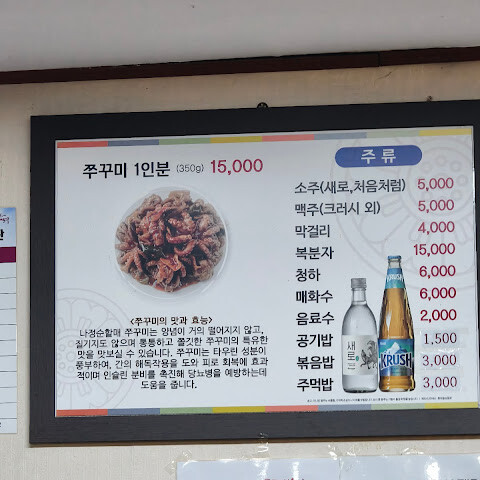 쭈꾸미 1인분 (350g) 15,000
<쭈꾸미의 맛과 효능>
나정순할매 쭈꾸미는 양념이 거의 떨어지지 않고,
질기지도 않으며 통통하고 쫄깃한 쭈꾸미의 특유한
맛을 맛보실 수 있습니다. 쭈꾸미는 타우린 성분이
풍부하여, 간의 해독작용을 도와 피로 회복에 효과
적이며 인슐린 분비를 촉진해 당뇨병을 예방하는데
도움을 줍니다.
주 류
소주(새로,처음처럼) 5,000
맥주(크러시 외) 5,000
막걸리 4,000
복분자 15,000
청하 6,000
매화수 6,000
음료수 2,000
공기밥 1,500
볶음밥 3,000
주먹밥 3,000
새로
KRUSH